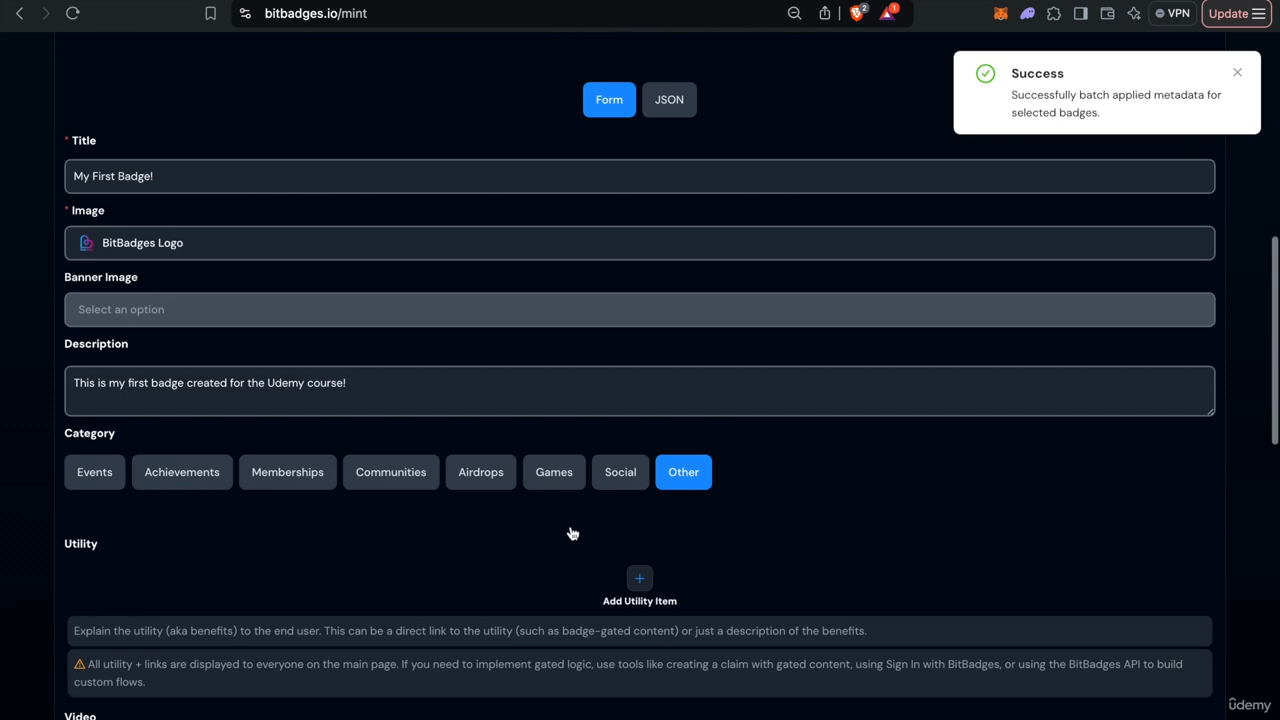 bitbadges.io/mint
2
1
VPN
Update
Success
Successfully batch applied metadata for
selected badges.
Form
JSON
* Title
My First Badge!
* Image
BitBadges Logo
Banner Image
Select an option
Description
This is my first badge created for the Udemy course!
Category
Events
Achievements
Memberships
Communities
Airdrops
Games
Social
Other
Utility
Add Utility Item
Explain the utility (aka benefits) to the end user. This can be a direct link to the utility (such as badge-gated content) or just a description of the benefits.
All utility + links are displayed to everyone on the main page. If you need to implement gated logic, use tools like creating a claim with gated content, using Sign In with BitBadges, or using the BitBadges API to build
custom flows.
Video
ûdemy